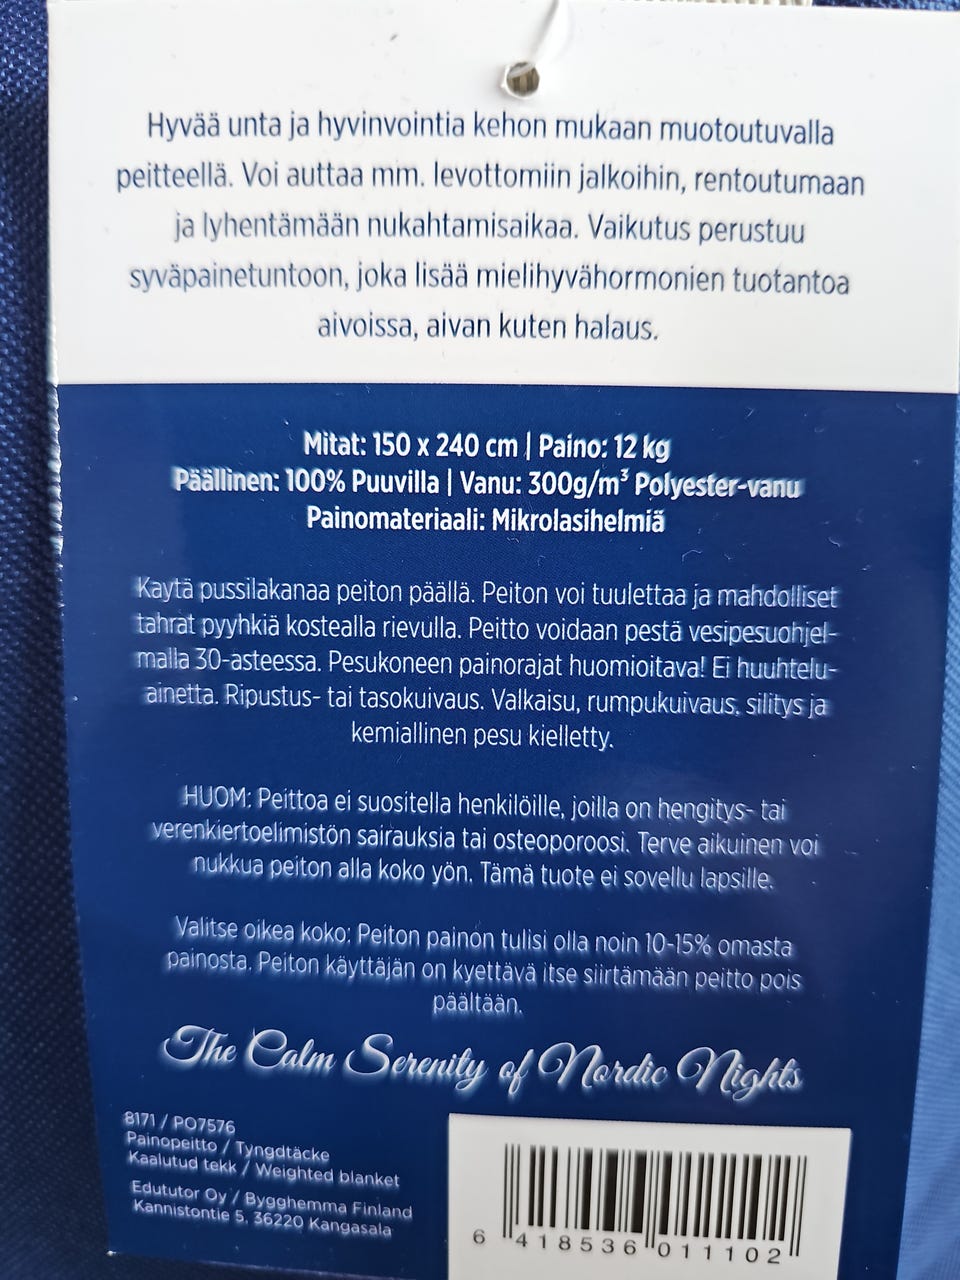 Hyvää unta ja hyvinvointia kehon mukaan muotoutuvalla
peitteellä. Voi auttaa mm. levottomiin jalkoihin, rentoutumaan
ja lyhentämään nukahtamisaikaa. Vaikutus perustuu
syväpainetuntoon, joka lisää mielihyvähormonien tuotantoa
aivoissa, aivan kuten halaus.
Mitat: 150 x 240 cm | Paino: 12 kg
Päällinen: 100% Puuvilla | Vanu: 300g/m³ Polyester-vanu
Painomateriaali: Mikrolasihelmiä
Käytä pussilakanaa peiton päällä. Peiton voi tuulettaa ja mahdolliset
tahrat pyyhkiä kostealla rievulla. Peitto voidaan pestä vesipesuohjel-
malla 30-asteessa. Pesukoneen painorajat huomioitava! Ei huuhtelu-
ainetta. Ripustus- tai tasokuivaus. Valkaisu, rumpukuivaus, silitys ja
kemiallinen pesu kielletty.
HUOM: Peittoa ei suositella henkilöille, joilla on hengitys- tai
verenkiertoelimistön sairauksia tai osteoporoosi. Terve aikuinen voi
nukkua peiton alla koko yön. Tämä tuote ei sovellu lapsille.
Valitse oikea koko: Peiton painon tulisi olla noin 10-15% omasta
painosta. Peiton käyttäjän on kyettävä itse siirtämään peitto pois
päältään.
The Calm Serenity of Nordic Nights
8171 / PO7576
Painopeitto / Tyngdtäcke
Kaalutud tekk / Weighted blanket
Edututor Oy / Bygghemma Finland
Kannistontie 5, 36220 Kangasala
6 418536 011102